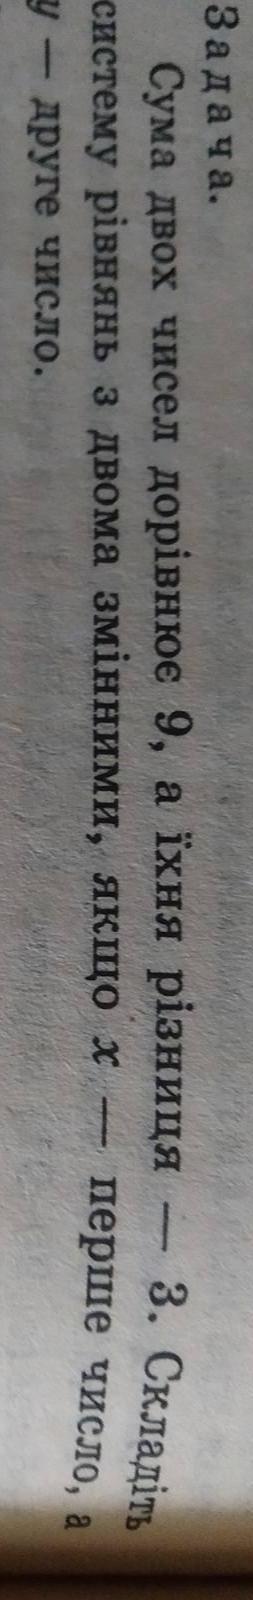 Задача.
Сума двох чисел дорівнює 9, а їхня різниця — 3. Складіть
систему рівнянь з двома змінними, якщо x — перше число, а
y — друге число.